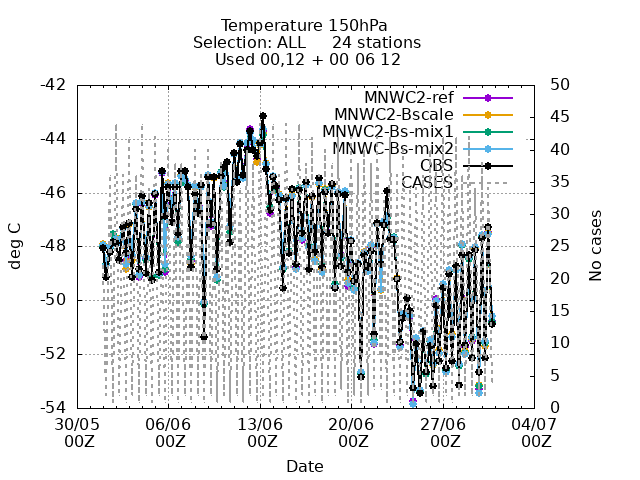 Temperature 150hPa
Selection: ALL 24 stations
Used 00,12 + 00 06 12
MNWC2-ref
MNWC2-Bscale
MNWC2-Bs-mix1
MNWC2-Bs-mix2
OBS
CASES
deg C
No cases
-42
-44
-46
-48
-50
-52
-54
50
45
40
35
30
25
20
15
10
5
0
30/05 06/06 13/06 20/06 27/06 04/07
00Z 00Z 00Z 00Z 00Z 00Z
Date